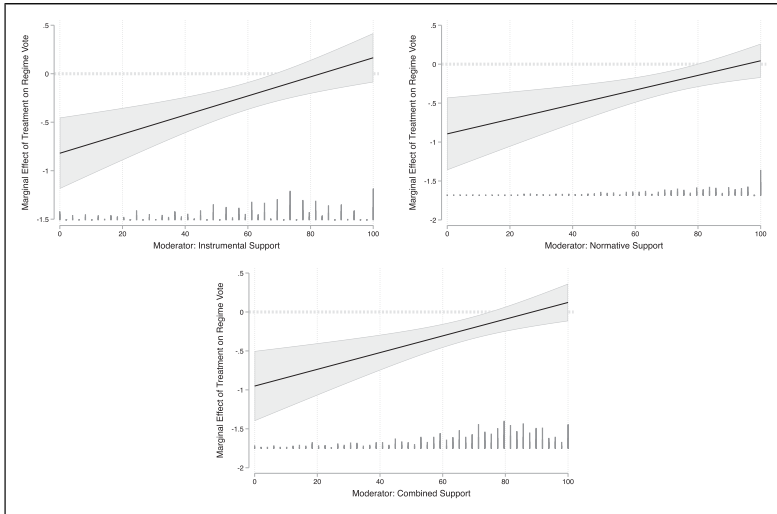 Marginal Effect of Treatment on Regime Vote
.5
0
-.5
-1
-1.5
0 20 40 60 80 100
Moderator: Instrumental Support
Marginal Effect of Treatment on Regime Vote
.5
0
-.5
-1
-1.5
-2
0 20 40 60 80 100
Moderator: Normative Support
Marginal Effect of Treatment on Regime Vote
.5
0
-.5
-1
-1.5
-2
0 20 40 60 80 100
Moderator: Combined Support